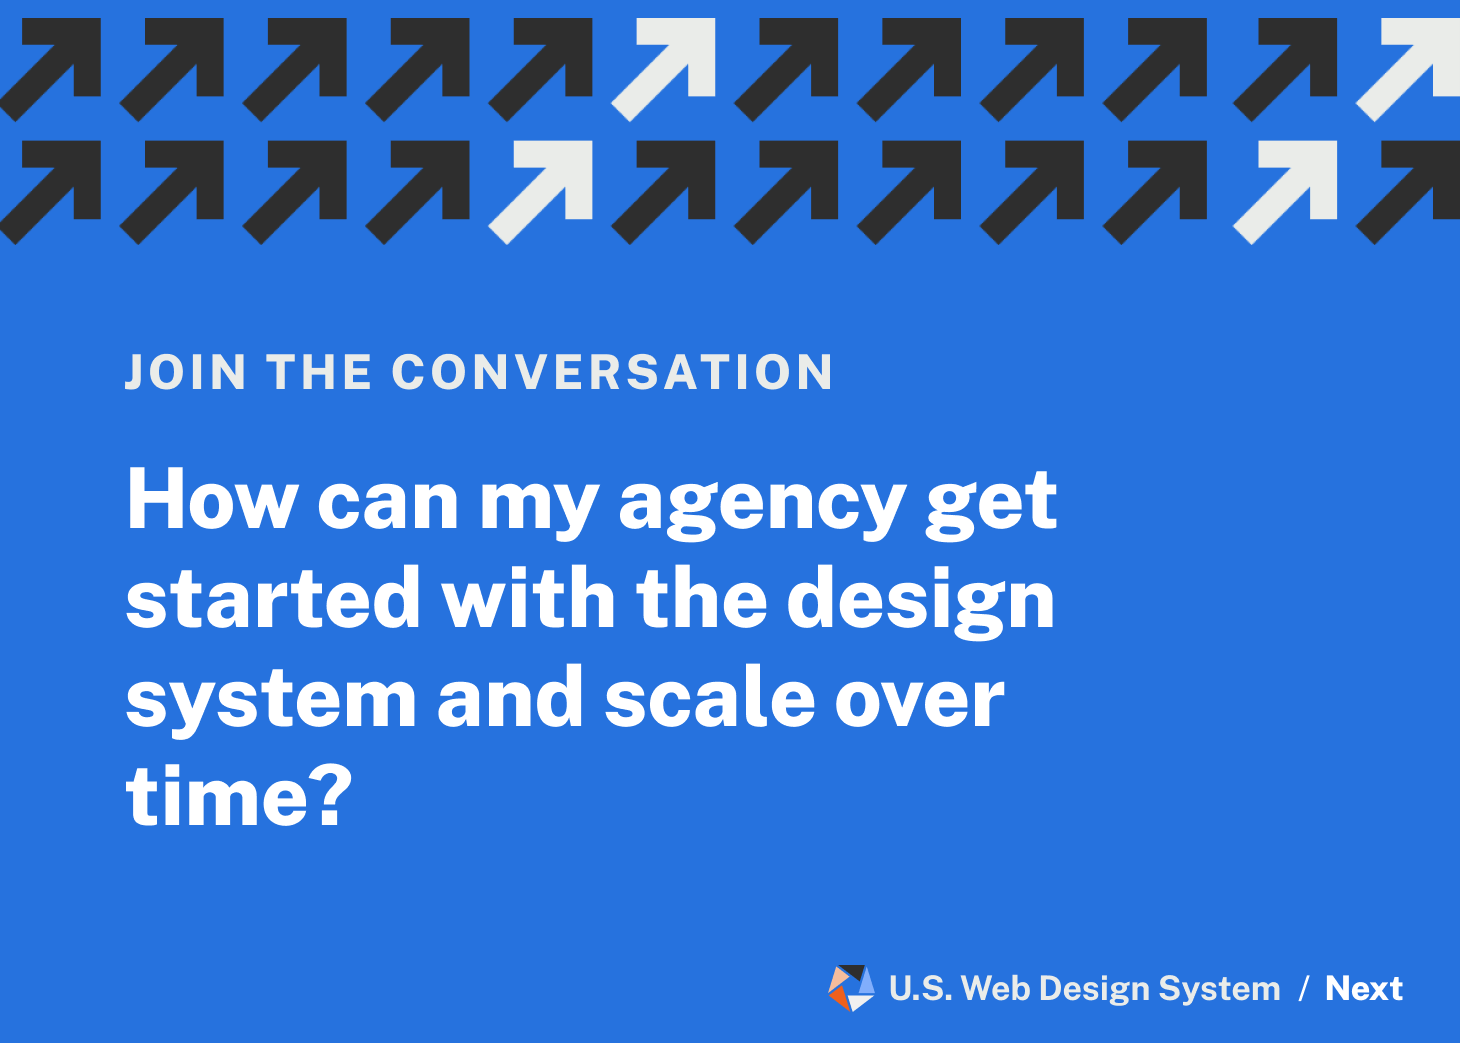 JOIN THE CONVERSATION
How can my agency get
started with the design
system and scale over
time?
U.S. Web Design System / Next